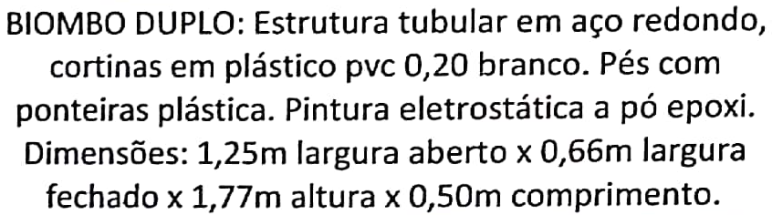 BIOMBO DUPLO: Estrutura tubular em aço redondo,
cortinas em plástico pvc 0,20 branco. Pés com
ponteiras plástica. Pintura eletrostática a pó epoxi.
Dimensões: 1,25m largura aberto x 0,66m largura
fechado x 1,77m altura x 0,50m comprimento.